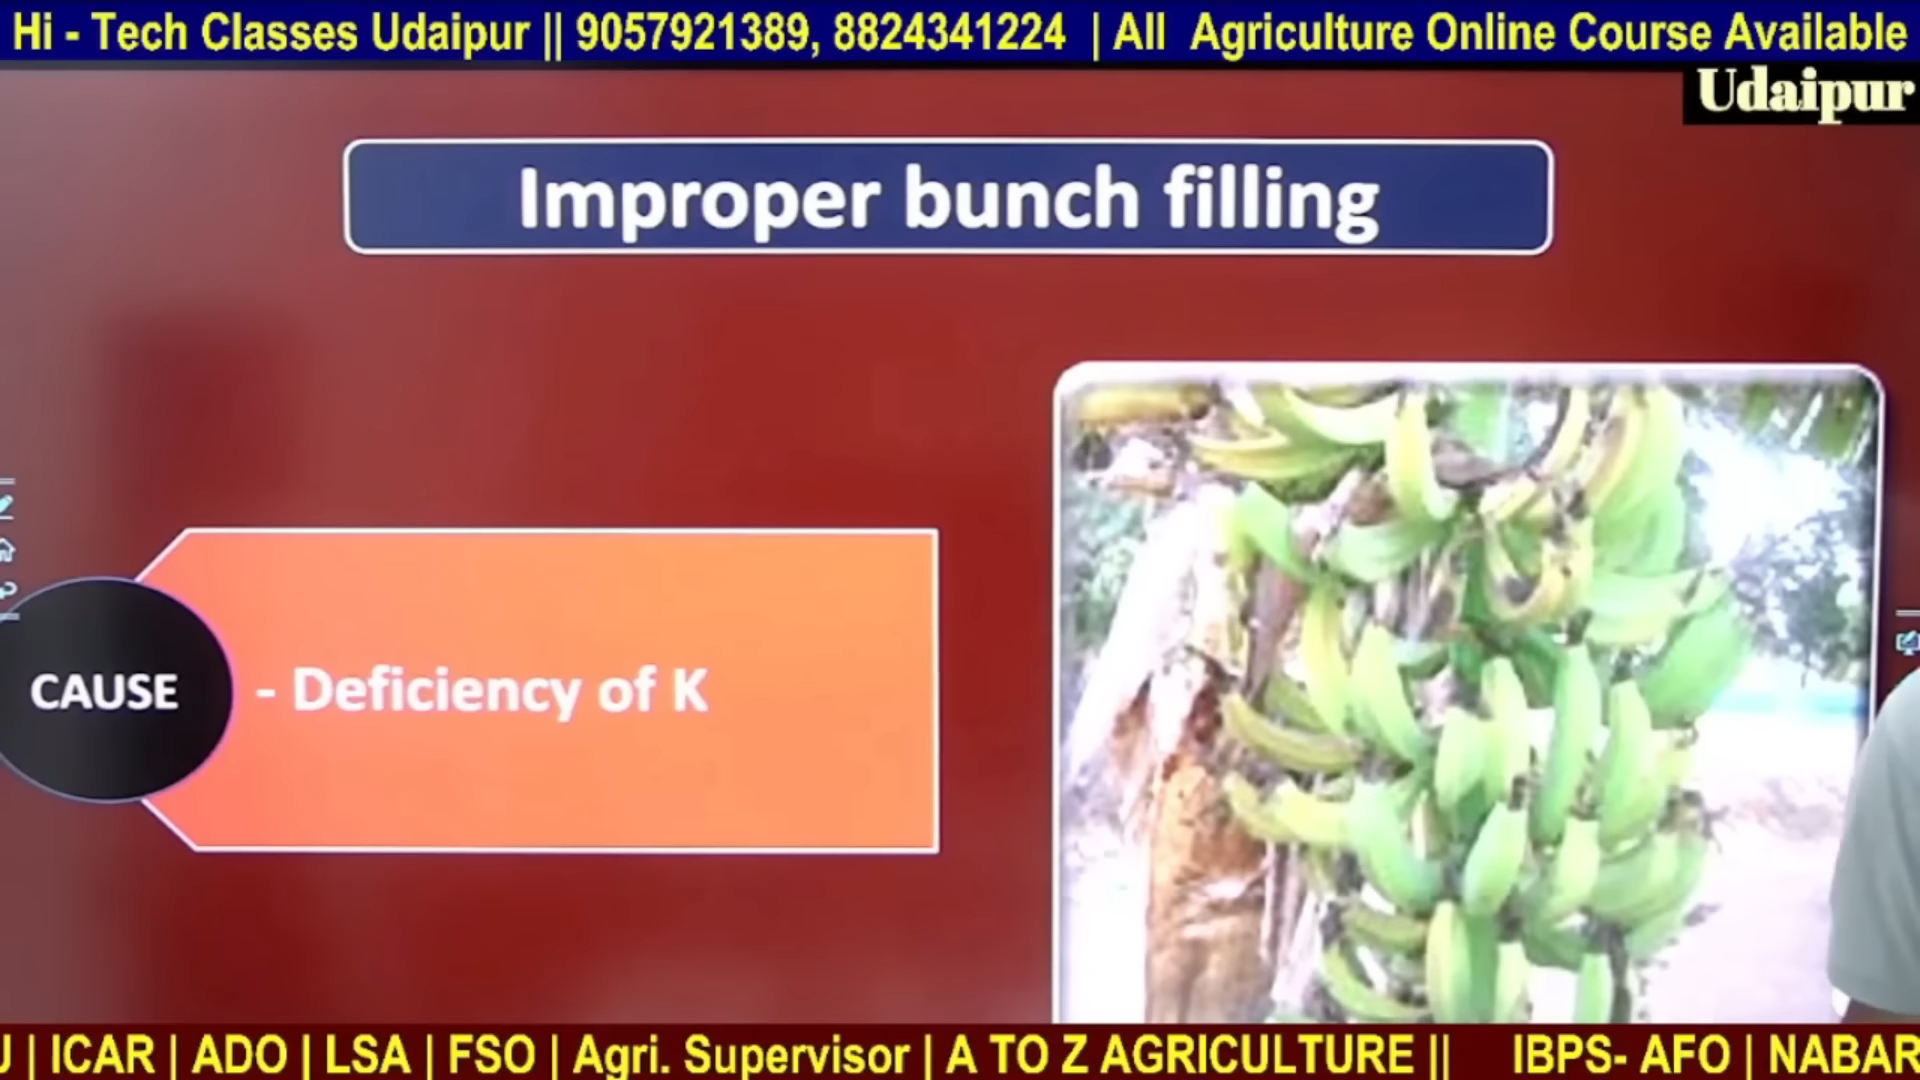 Hi - Tech Classes Udaipur || 9057921389, 8824341224 | All Agriculture Online Course Available
Udaipur
Improper bunch filling
CAUSE
- Deficiency of K
J | ICAR | ADO | LSA | FSO | Agri. Supervisor | A TO Z AGRICULTURE || IBPS- AFO | NABAR